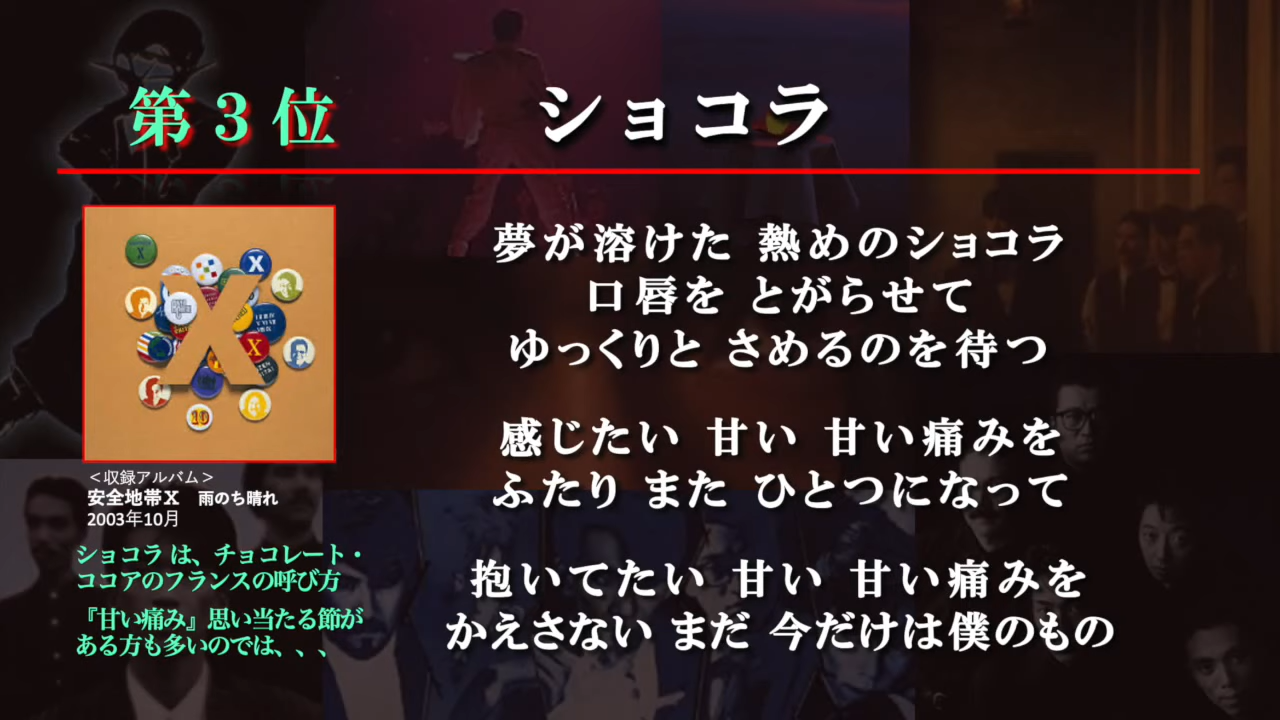 第3位
ショコラ
夢が溶けた 熱めのショコラ
口唇を とがらせて
ゆっくりと さめるのを待つ
感じたい 甘い 甘い痛みを
ふたり また ひとつになって
抱いてたい 甘い 甘い痛みを
かえさない まだ 今だけは僕のもの
X
X
X
10
＜収録アルバム＞
安全地帯Ⅹ 雨のち晴れ
2003年10月
ショコラ は、チョコレート・
ココアのフランスの呼び方
『甘い痛み』思い当たる節が
ある方も多いのでは、、、